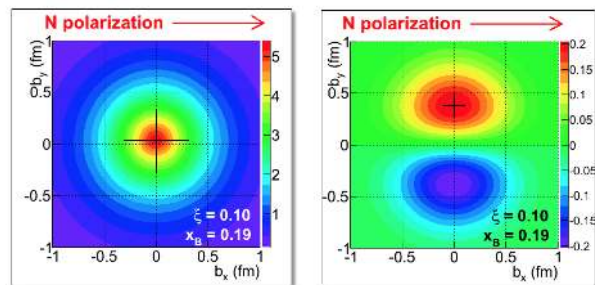 N polarization
b_y (fm)
1
0.5
0
-0.5
-1
-1 -0.5 0 0.5 1
b_x (fm)
ξ = 0.10
x_B = 0.19
5
4
3
2
1
N polarization
b_y (fm)
1
0.5
0
-0.5
-1
-1 -0.5 0 0.5 1
b_x (fm)
ξ = 0.10
x_B = 0.19
0.2
0.15
0.1
0.05
0
-0.05
-0.1
-0.15
-0.2